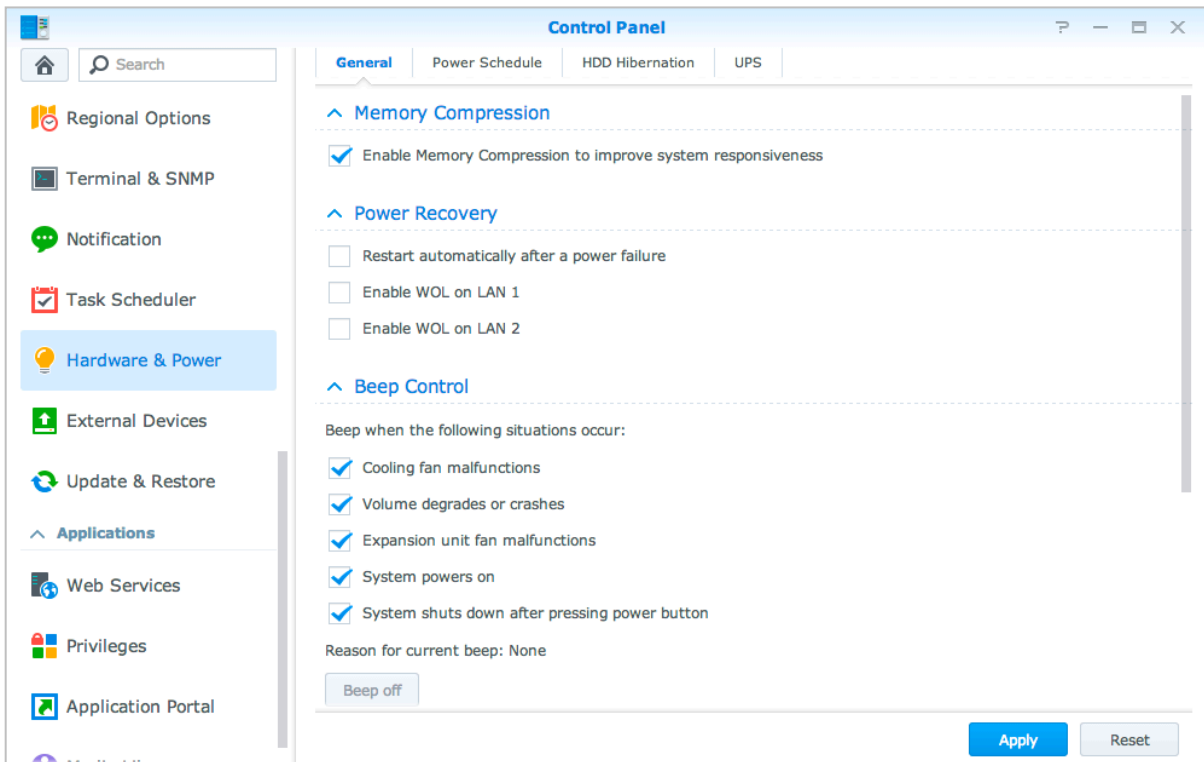 Control Panel
Search
General
Power Schedule
HDD Hibernation
UPS
Regional Options
Terminal & SNMP
Notification
Task Scheduler
Hardware & Power
External Devices
Update & Restore
Applications
Web Services
Privileges
Application Portal
Memory Compression
Enable Memory Compression to improve system responsiveness
Power Recovery
Restart automatically after a power failure
Enable WOL on LAN 1
Enable WOL on LAN 2
Beep Control
Beep when the following situations occur:
Cooling fan malfunctions
Volume degrades or crashes
Expansion unit fan malfunctions
System powers on
System shuts down after pressing power button
Reason for current beep: None
Beep off
Apply
Reset